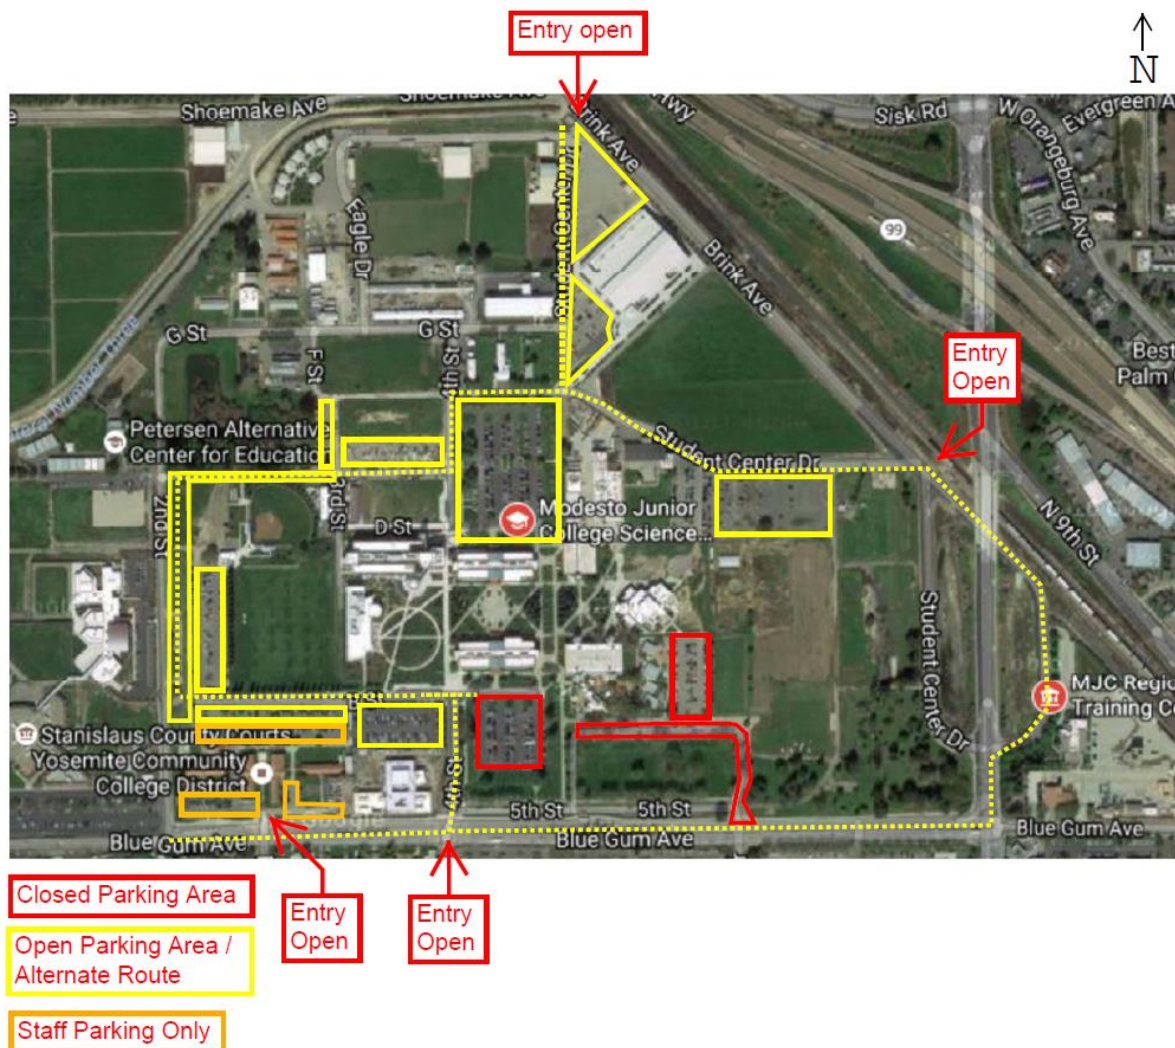 Entry open
N
Shoemake Ave
Shoemake Ave
Brink Ave
Hwy
Sisk Rd
W Orangeburg Ave
Evergreen A
Eagle Dr
99
Brink Ave
G St
G St
F St
4th St
Entry
Open
Best
Palm
Petersen Alternative
Center for Education
Student Center Dr
2nd St
3rd St
D St
Modesto Junior
College Science...
N 9th St
Student Center Dr
B St
MJC Regio
Training Ce
Stanislaus County Courts
Yosemite Community
College District
4th St
5th St
5th St
Blue Gum Ave
Blue Gum Ave
Blue Gum Ave
Closed Parking Area
Entry
Open
Entry
Open
Open Parking Area /
Alternate Route
Staff Parking Only